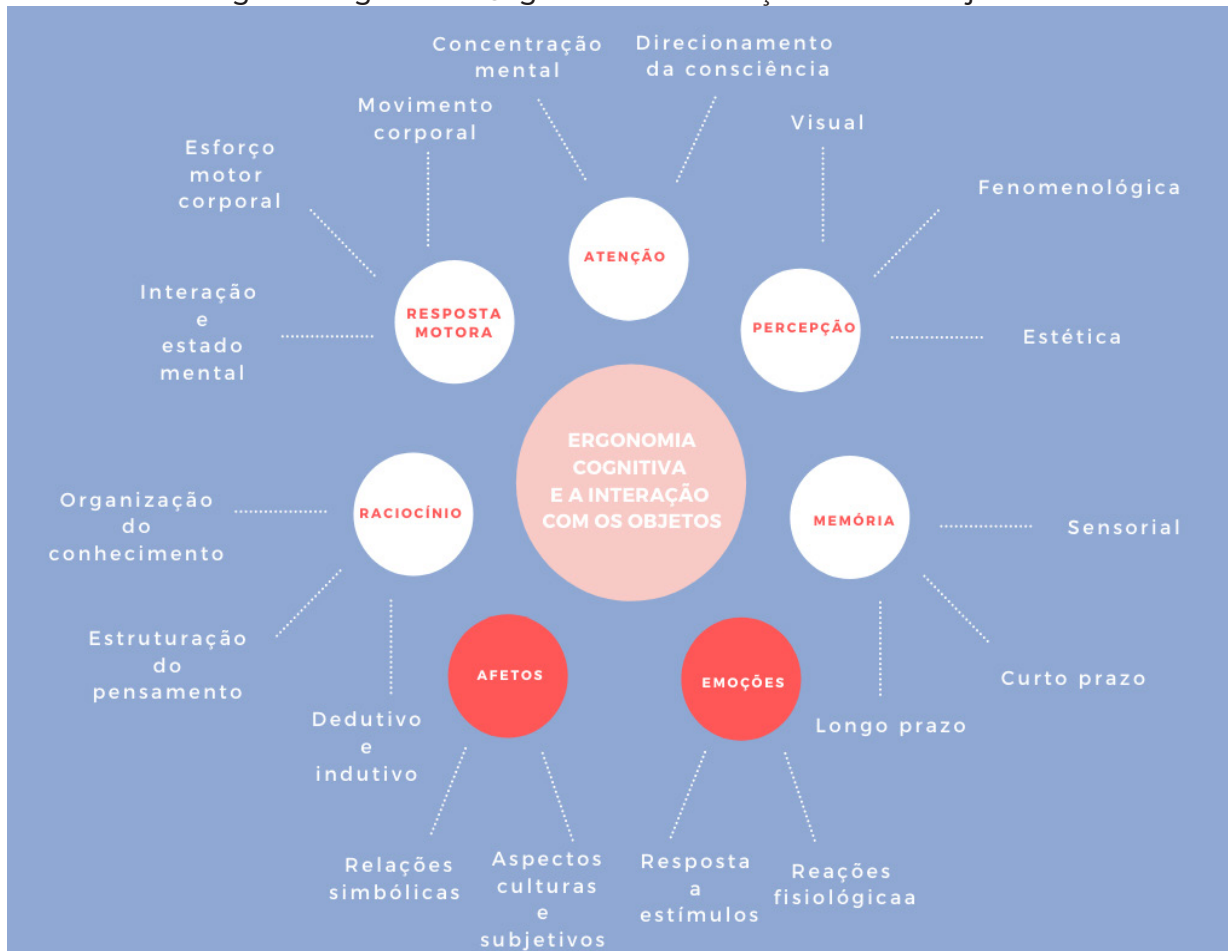 Concentração
mental
Direcionamento
da consciência
Movimento
corporal
Visual
Esforço
motor
corporal
Fenomenológica
ATENÇÃO
Interação
e
estado
mental
RESPOSTA
MOTORA
PERCEPÇÃO
Estética
ERGONOMIA
COGNITIVA
E A INTERAÇÃO
COM OS OBJETOS
Organização
do
conhecimento
RACIOCÍNIO
MEMÓRIA
Sensorial
Estruturação
do
pensamento
AFETOS
EMOÇÕES
Curto prazo
Dedutivo
e
indutivo
Longo prazo
Relações
simbólicas
Aspectos
culturas
e
subjetivos
Resposta
a
estímulos
Reações
fisiológicaa